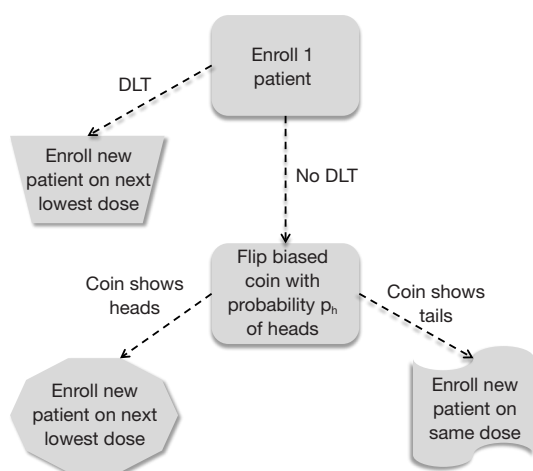 Enroll 1
patient
DLT
Enroll new
patient on next
lowest dose
No DLT
Flip biased
coin with
probability pₕ
of heads
Coin shows
heads
Coin shows
tails
Enroll new
patient on next
lowest dose
Enroll new
patient on
same dose